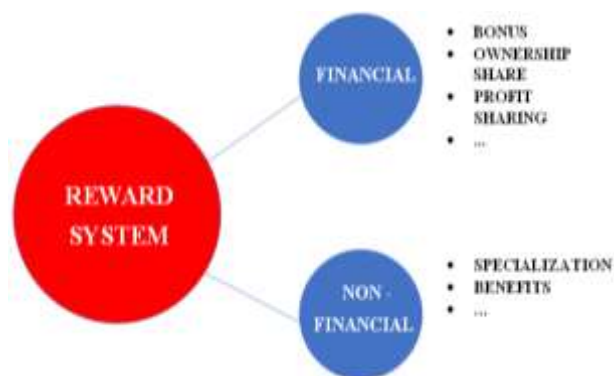 REWARD
SYSTEM
FINANCIAL
• BONUS
• OWNERSHIP
SHARE
• PROFIT
SHARING
• ...
NON -
FINANCIAL
• SPECIALIZATION
• BENEFITS
• ...